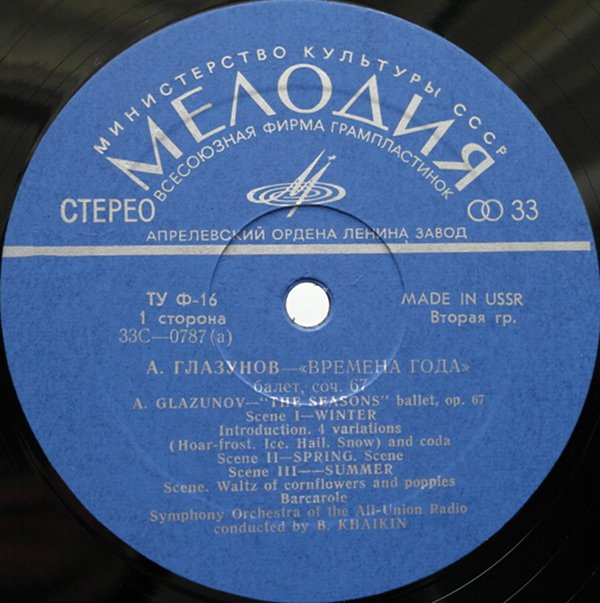 МИНИСТЕРСТВО КУЛЬТУРЫ СССР
МЕЛОДИЯ
ВСЕСОЮЗНАЯ ФИРМА ГРАМПЛАСТИНОК
СТЕРЕО
33
АПРЕЛЕВСКИЙ ОРДЕНА ЛЕНИНА ЗАВОД
ТУ Ф-16
MADE IN USSR
1 сторона
Вторая гр.
33С—0787(а)
А. ГЛАЗУНОВ—«ВРЕМЕНА ГОДА»
балет, соч. 67
A. GLAZUNOV—"THE SEASONS" ballet, op. 67
Scene I—WINTER
Introduction. 4 variations
(Hoar-frost. Ice. Hail. Snow) and coda
Scene II—SPRING. Scene
Scene III—SUMMER
Scene. Waltz of cornflowers and poppies
Barcarole
Symphony Orchestra of the All-Union Radio
conducted by B. KHAIKIN